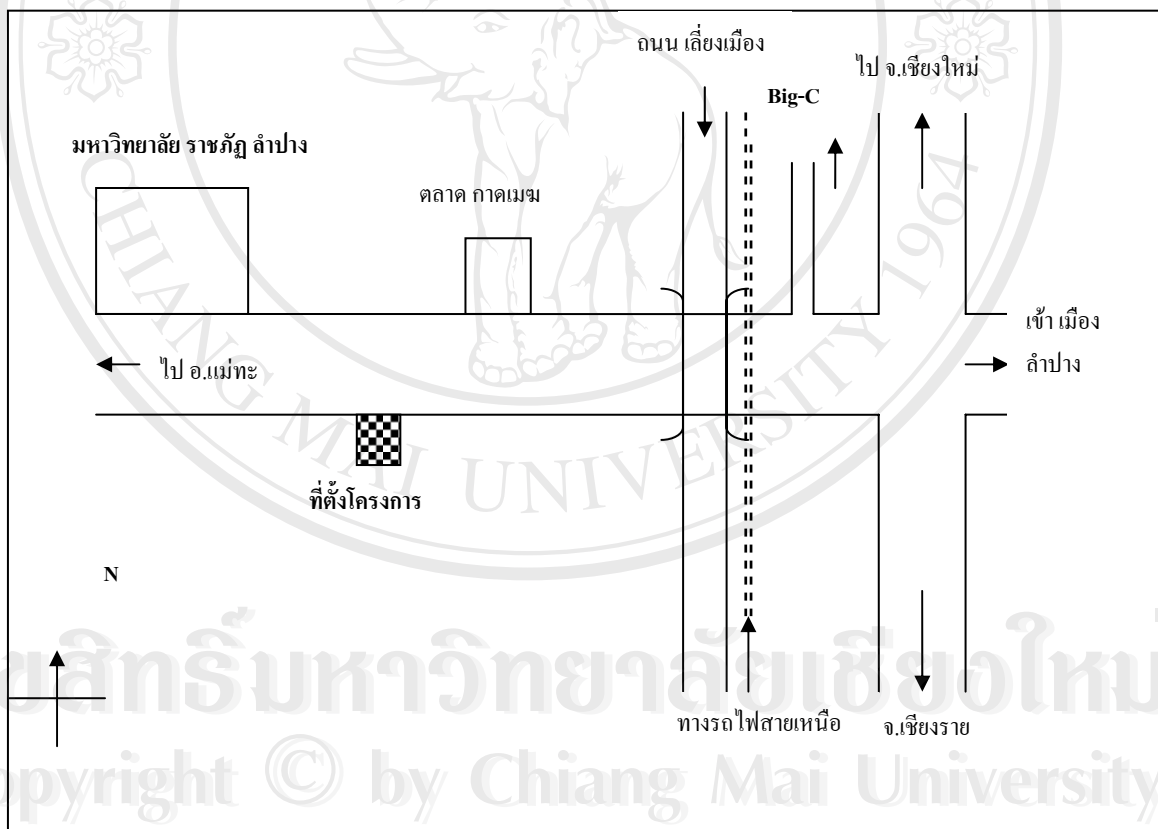 ถนน เลี่ยงเมือง
ไป จ.เชียงใหม่
Big-C
มหาวิทยาลัย ราชภัฏ ลำปาง
ตลาด กาดเมฆ
เข้า เมือง
ลำปาง
ไป อ.แม่ทะ
ที่ตั้งโครงการ
N
ทางรถไฟสายเหนือ
จ.เชียงราย
CHIANG MAI UNIVERSITY 1964
ยสิทธิ์มหาวิทยาลัยเชียงใหม่
opyright © by Chiang Mai University